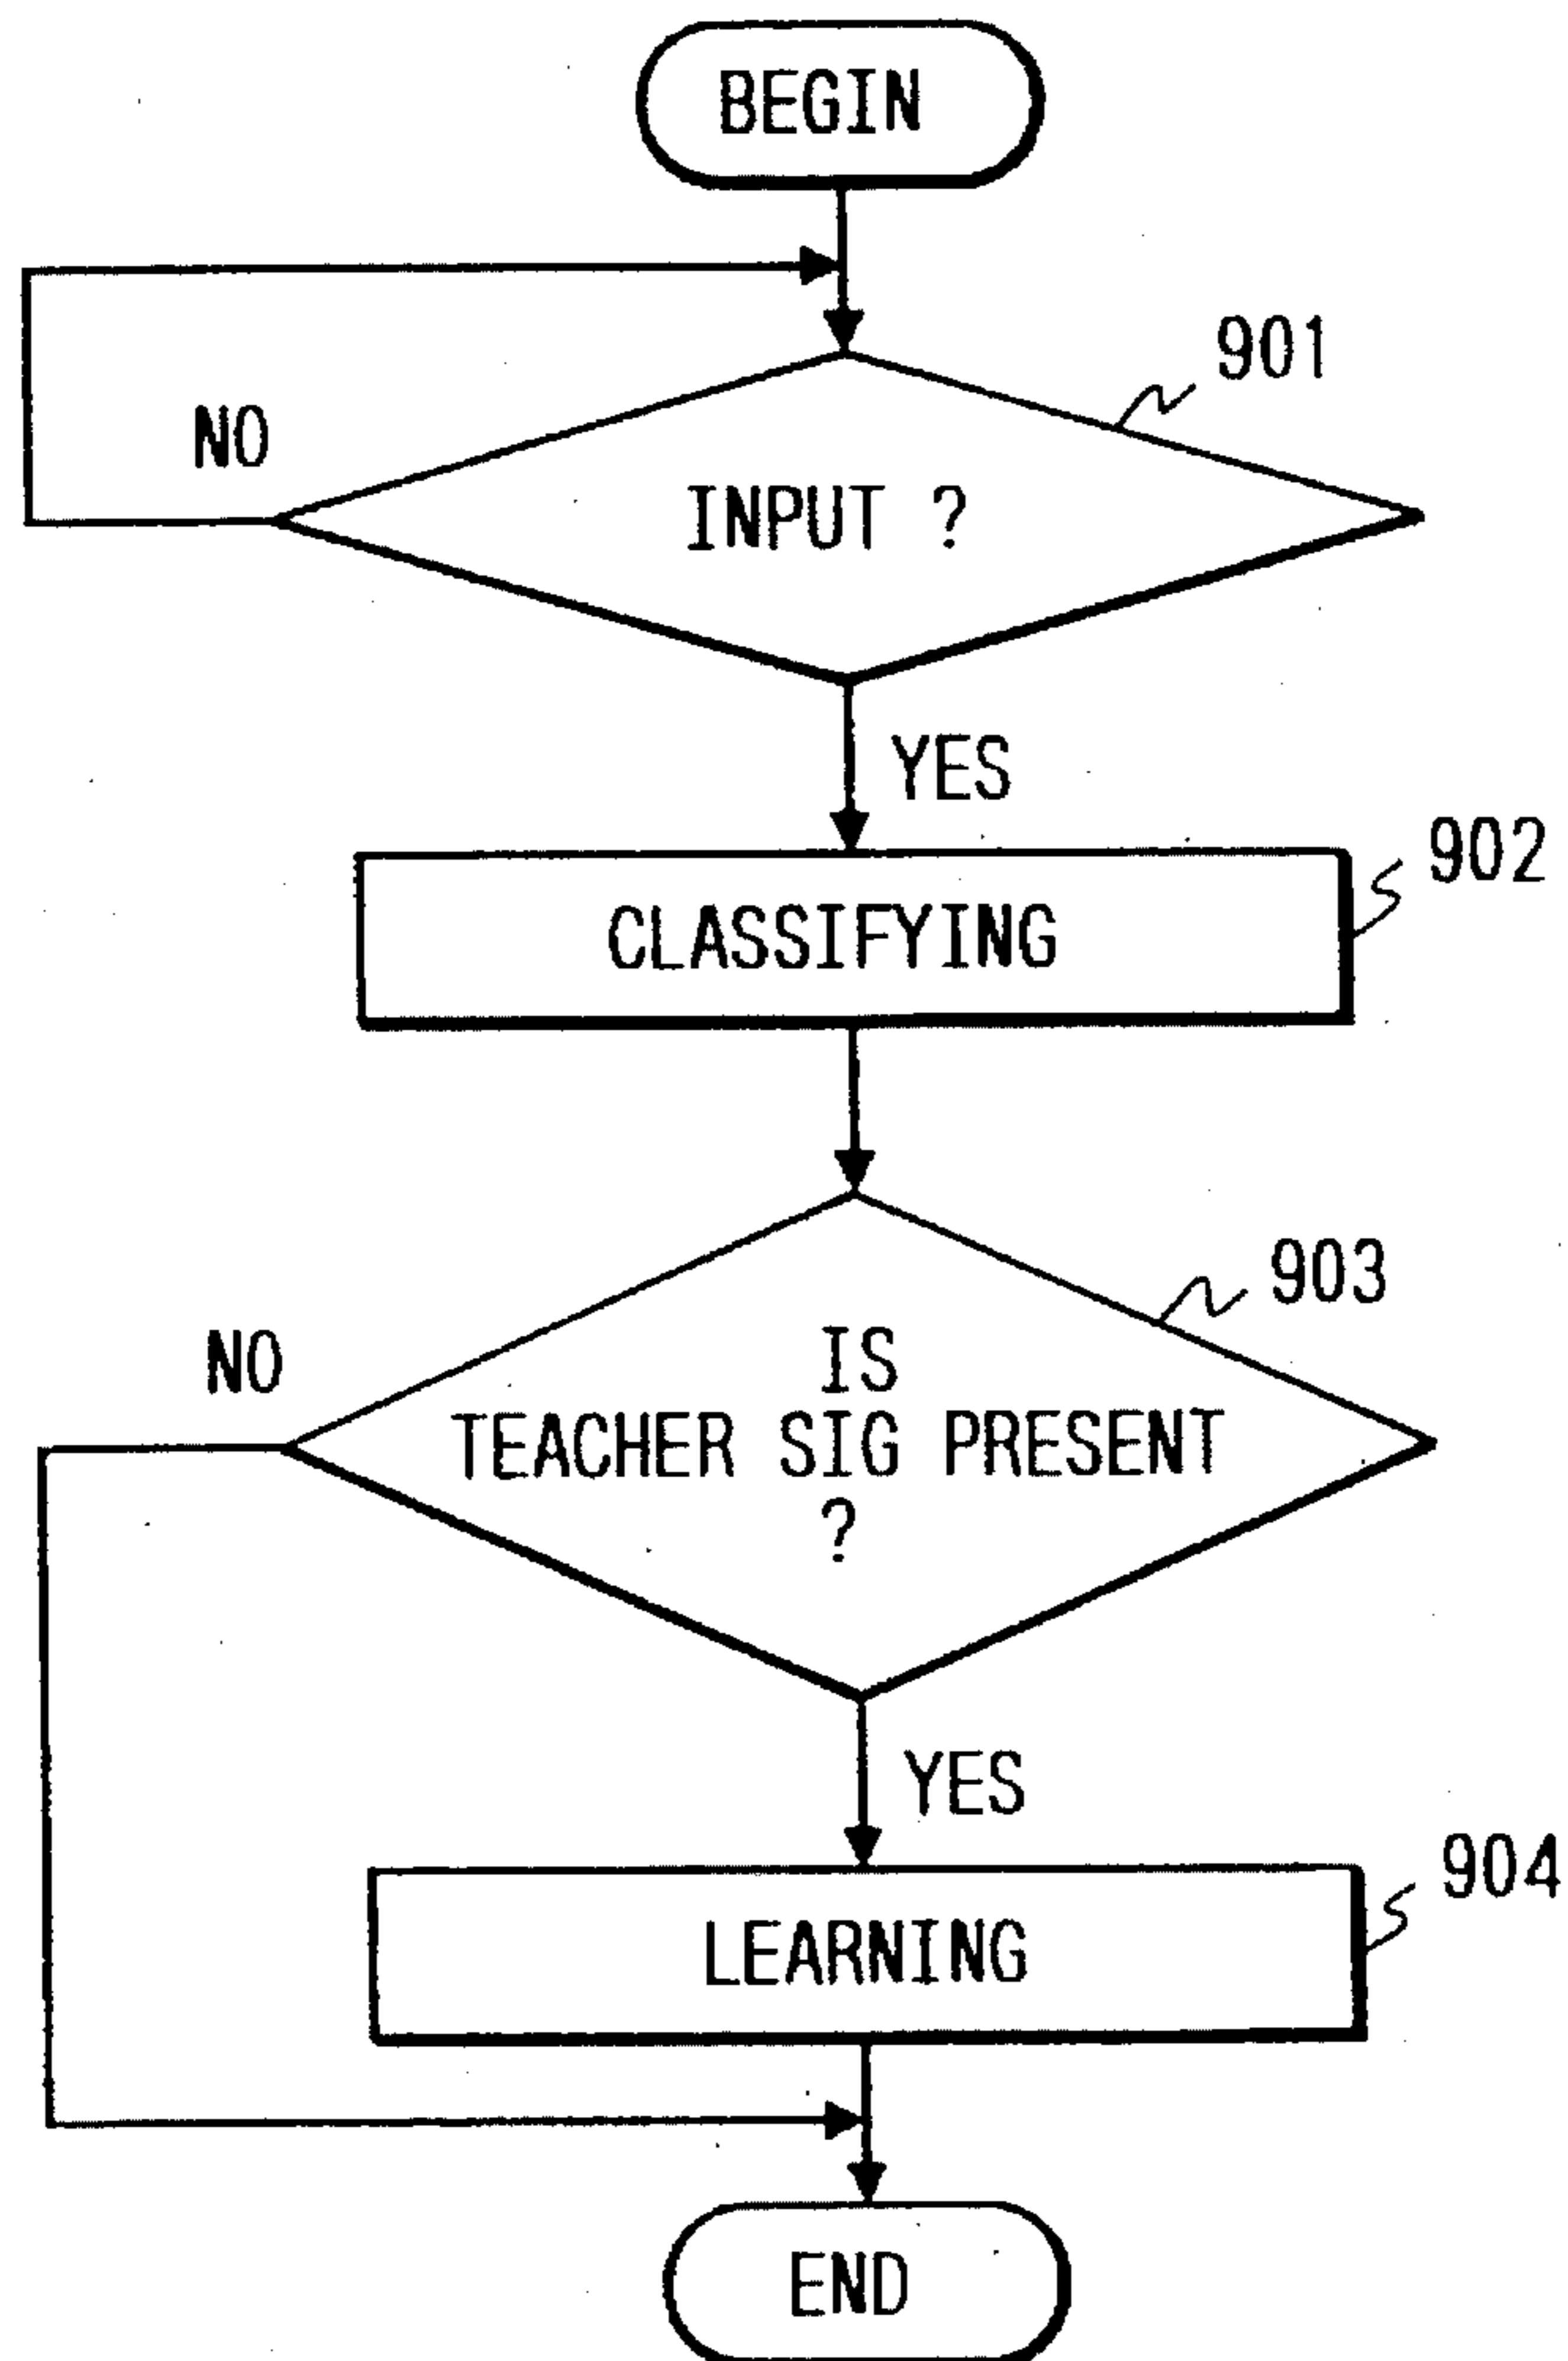 BEGIN
901
NO
INPUT ?
YES
902
CLASSIFYING
903
NO
IS
TEACHER SIG PRESENT
?
YES
904
LEARNING
END